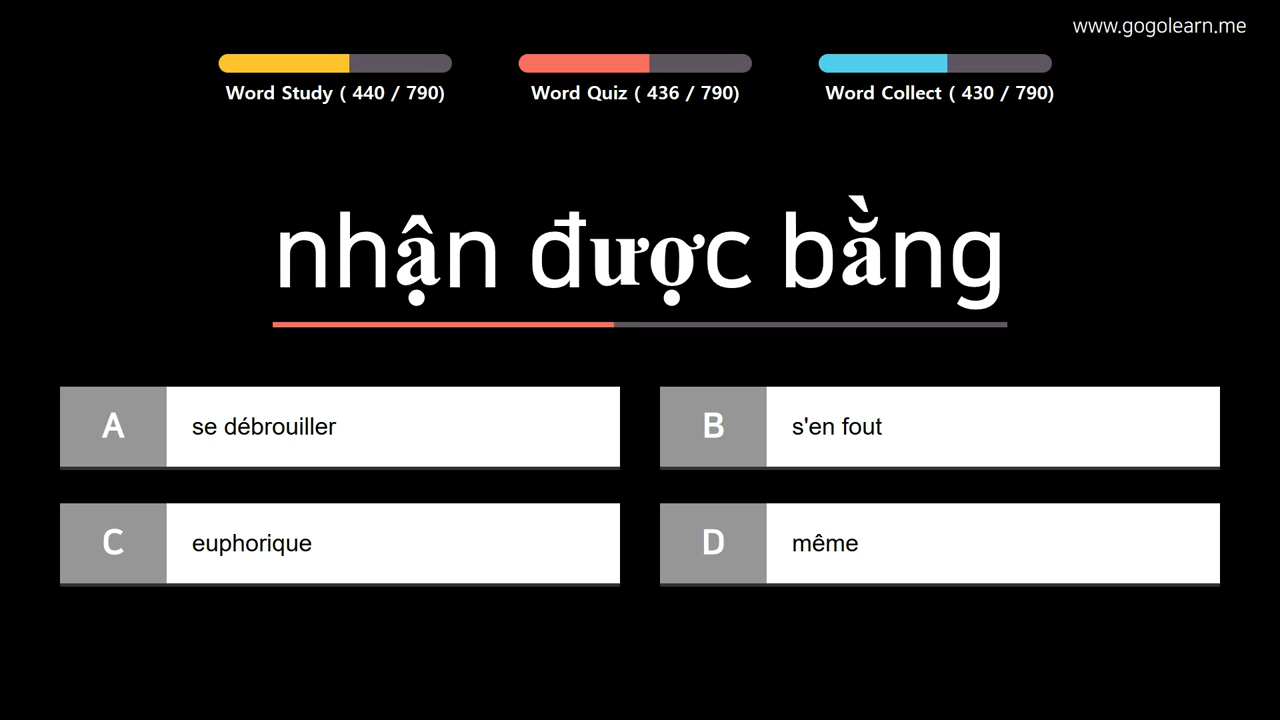 www.gogolearn.me
Word Study ( 440 / 790)
Word Quiz ( 436 / 790)
Word Collect ( 430 / 790)
nhận được bằng
A se débrouiller
B s'en fout
C euphorique
D même